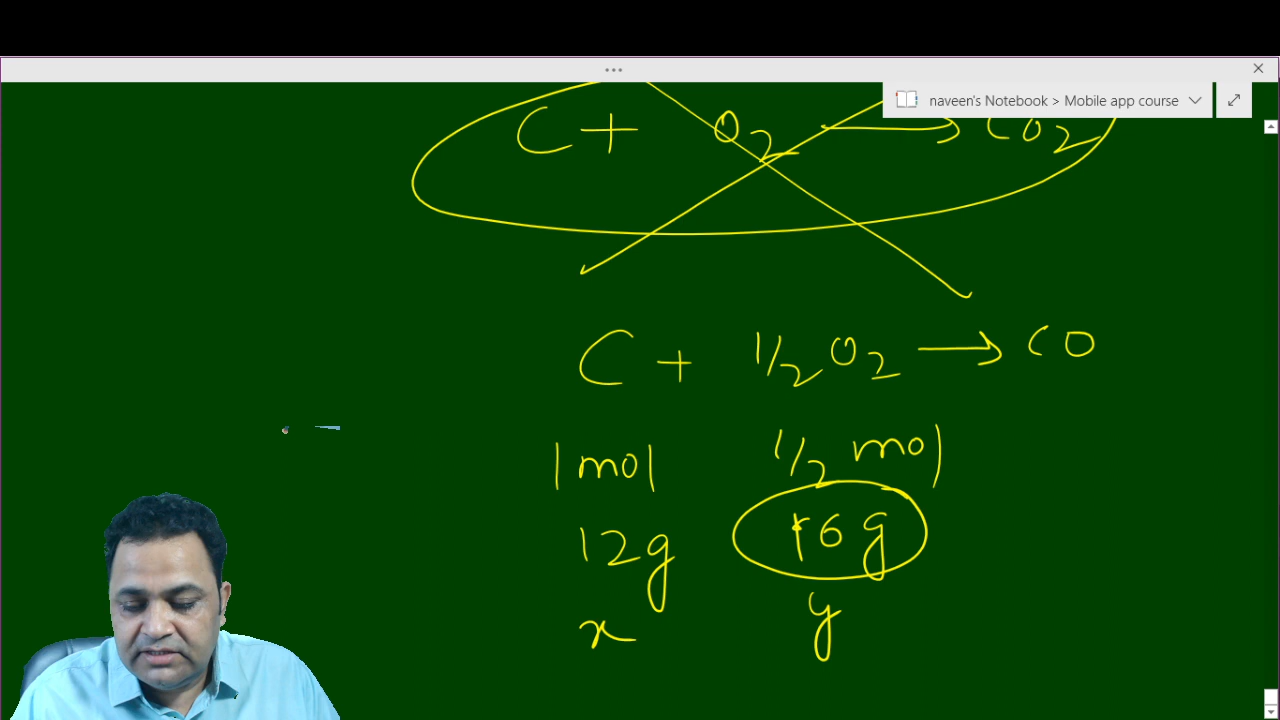 naveen's Notebook > Mobile app course
C + O₂ → CO₂
C + 1/2 O₂ → CO
1 mol 1/2 mol
12g 16g
x y